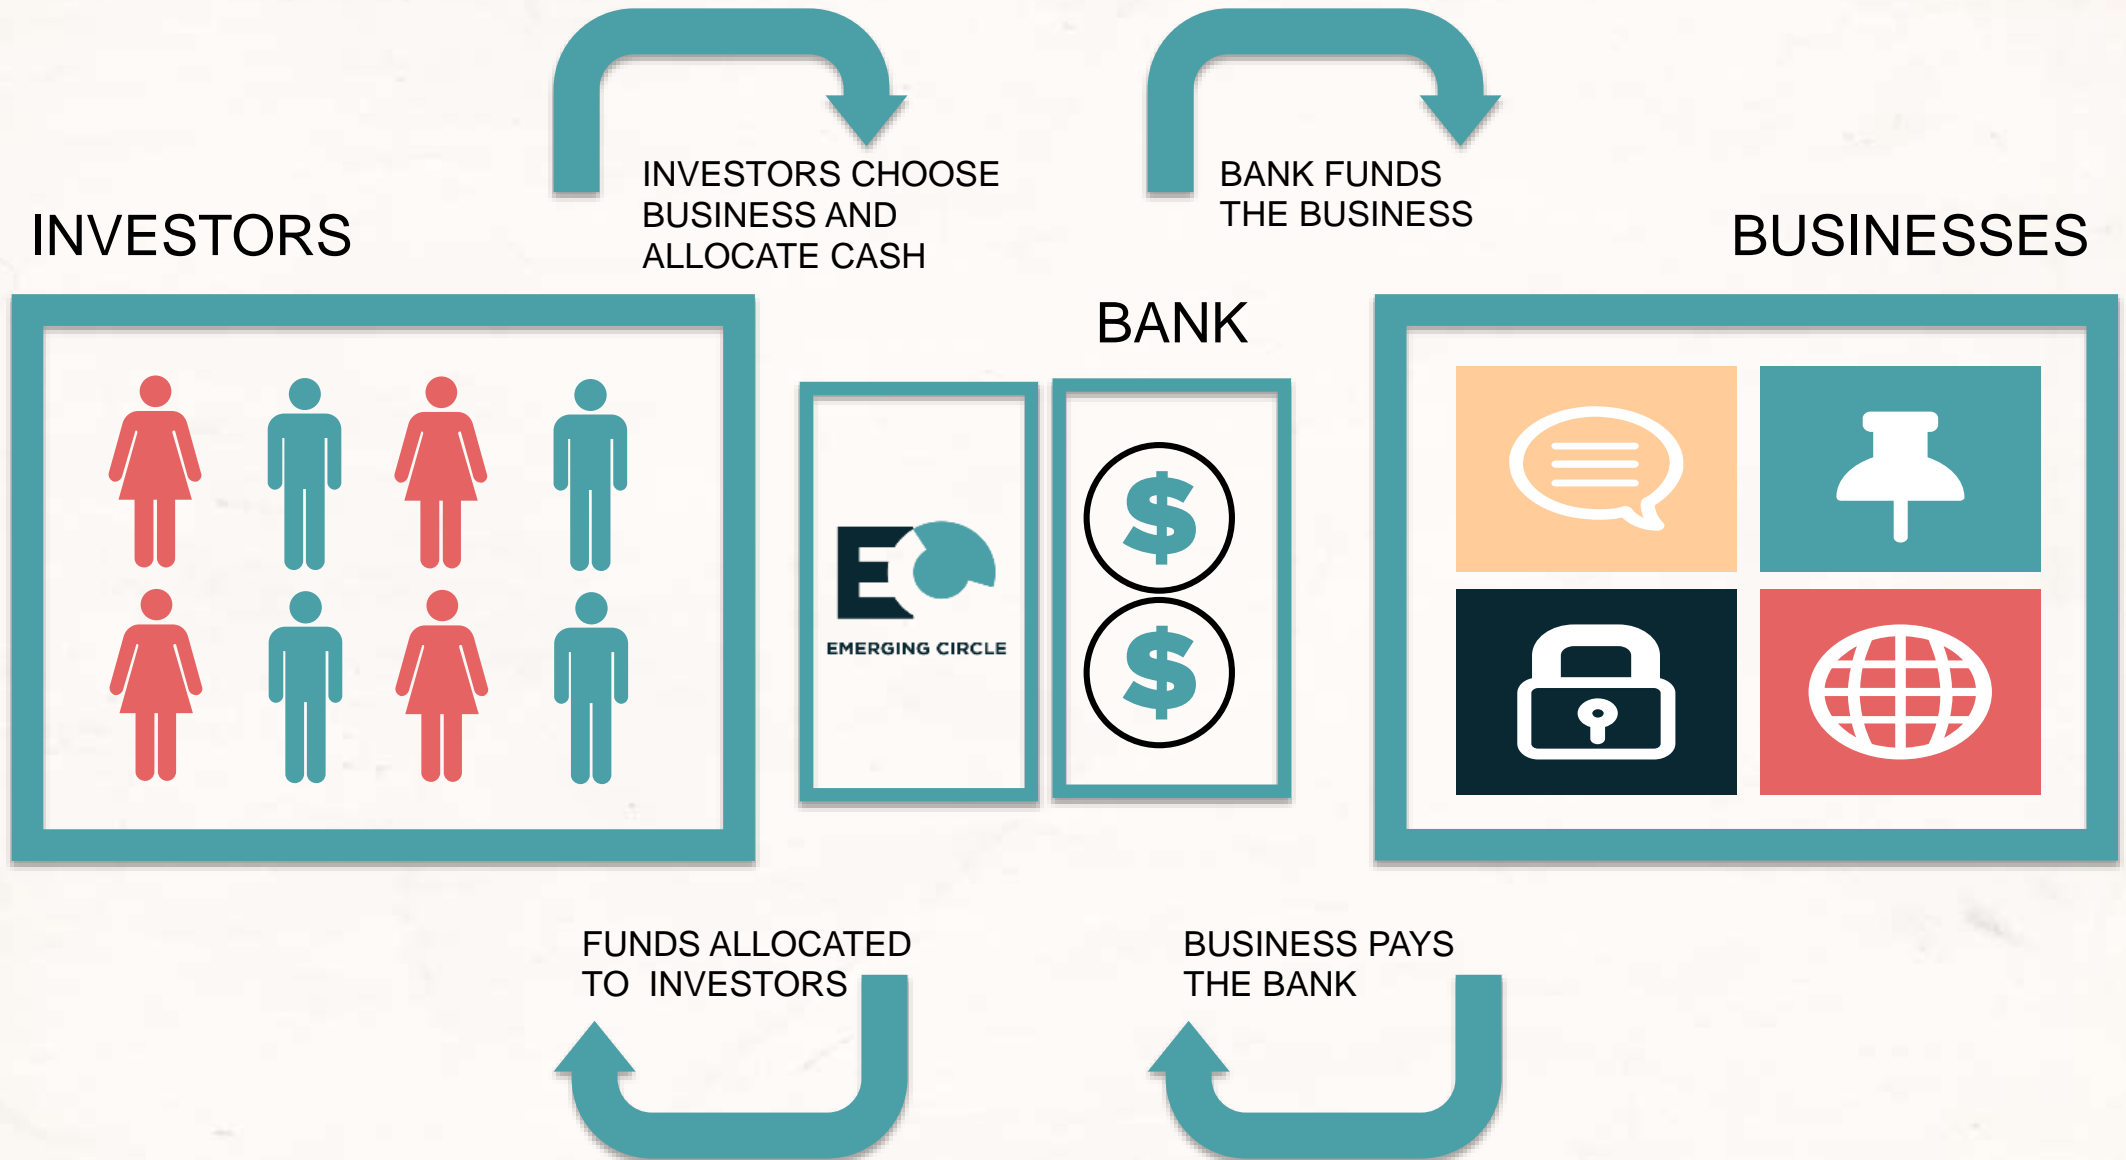 INVESTORS CHOOSE
BUSINESS AND
ALLOCATE CASH
BANK FUNDS
THE BUSINESS
INVESTORS
BUSINESSES
BANK
$
$
EMERGING CIRCLE
FUNDS ALLOCATED
TO  INVESTORS
BUSINESS PAYS
THE BANK